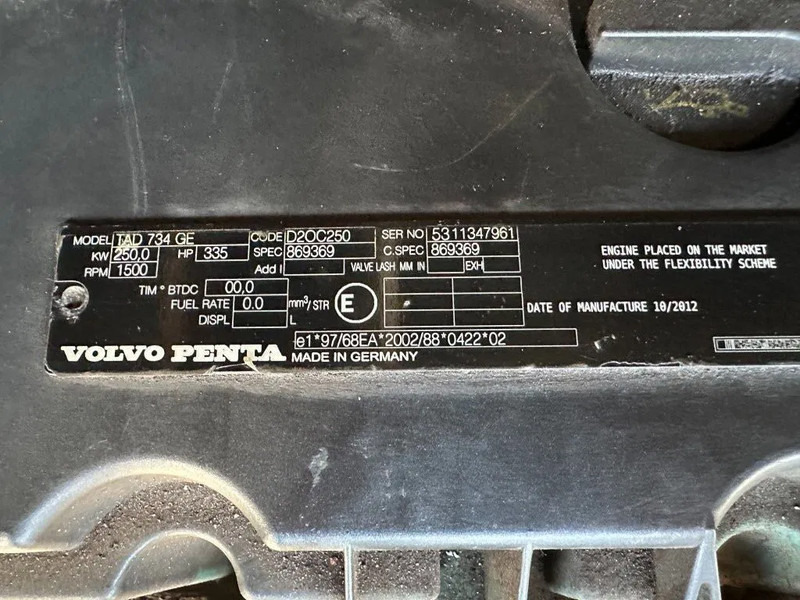 MODEL TAD 734 GE CODE D2OC250 SER NO 5311347961
KW 250,0 HP 335 SPEC 869369 C.SPEC 869369
RPM 1500 Add I VALVE LASH MM IN EXH
TIM ° BTDC 00,0
FUEL RATE 0.0 mm³/STR E
DISPL L
e1*97/68EA*2002/88*0422*02
VOLVO PENTA MADE IN GERMANY
ENGINE PLACED ON THE MARKET
UNDER THE FLEXIBILITY SCHEME
DATE OF MANUFACTURE 10/2012